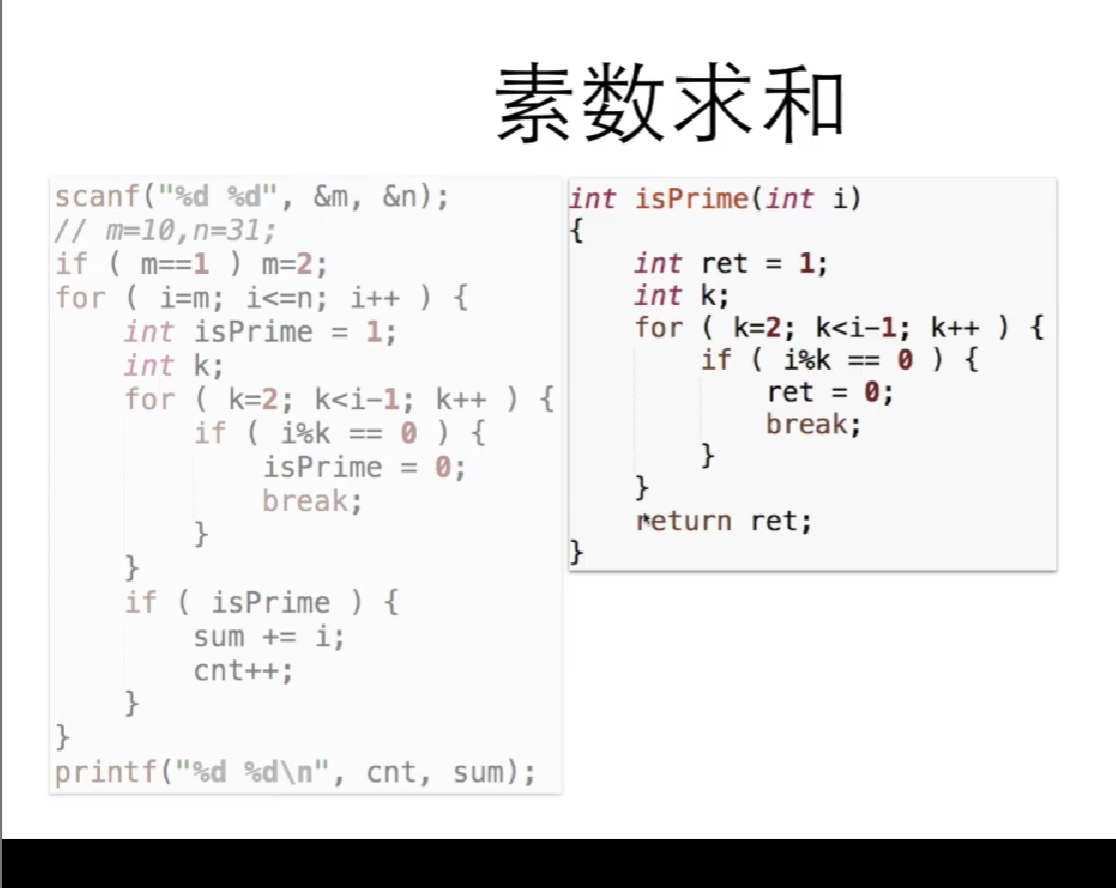 素数求和
scanf("%d %d", &m, &n);
// m=10,n=31;
if ( m==1 ) m=2;
for ( i=m; i<=n; i++ ) {
    int isPrime = 1;
    int k;
    for ( k=2; k<i-1; k++ ) {
        if ( i%k == 0 ) {
            isPrime = 0;
            break;
        }
    }
    if ( isPrime ) {
        sum += i;
        cnt++;
    }
}
printf("%d %d\n", cnt, sum);
int isPrime(int i)
{
    int ret = 1;
    int k;
    for ( k=2; k<i-1; k++ ) {
        if ( i%k == 0 ) {
            ret = 0;
            break;
        }
    }
    return ret;
}